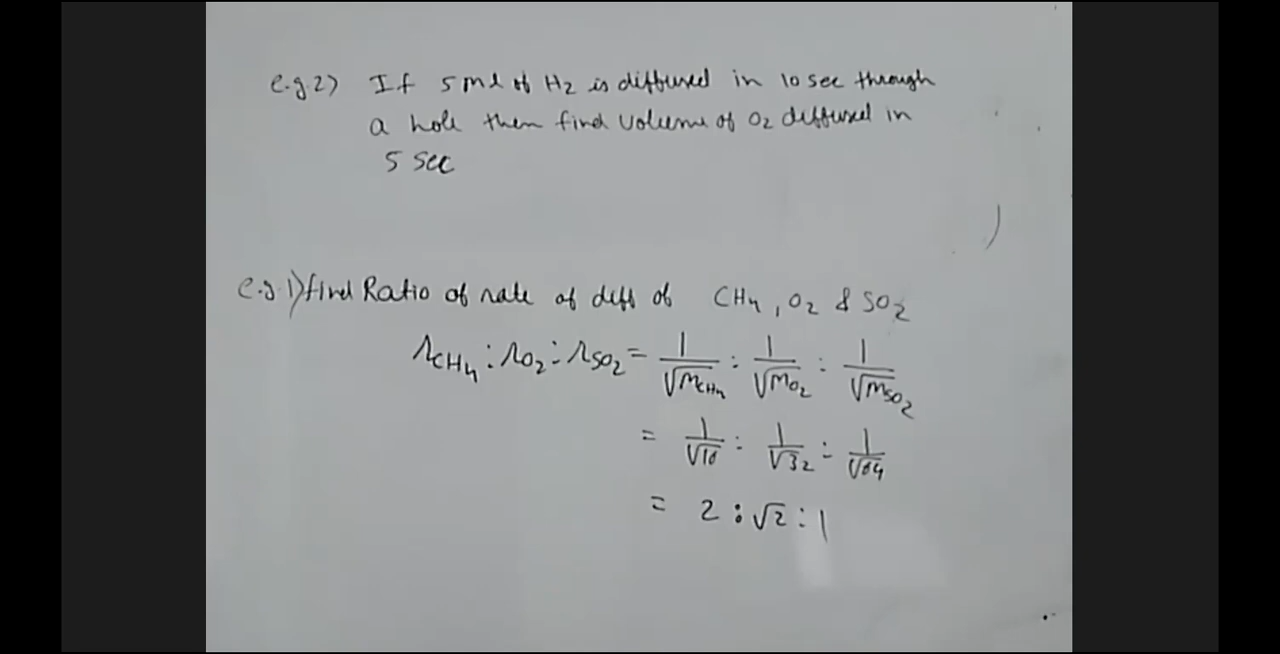 e.g 2) If 5 ml of H2 is diffused in 10 sec through
a hole then find volume of O2 diffused in
5 sec
e.g 1) find Ratio of rate of diff of CH4, O2 & SO2
rCH4 : rO2 : rSO2 = 1/√MCH4 : 1/√MO2 : 1/√MSO2
= 1/√16 : 1/√32 : 1/√64
= 2 : √2 : 1